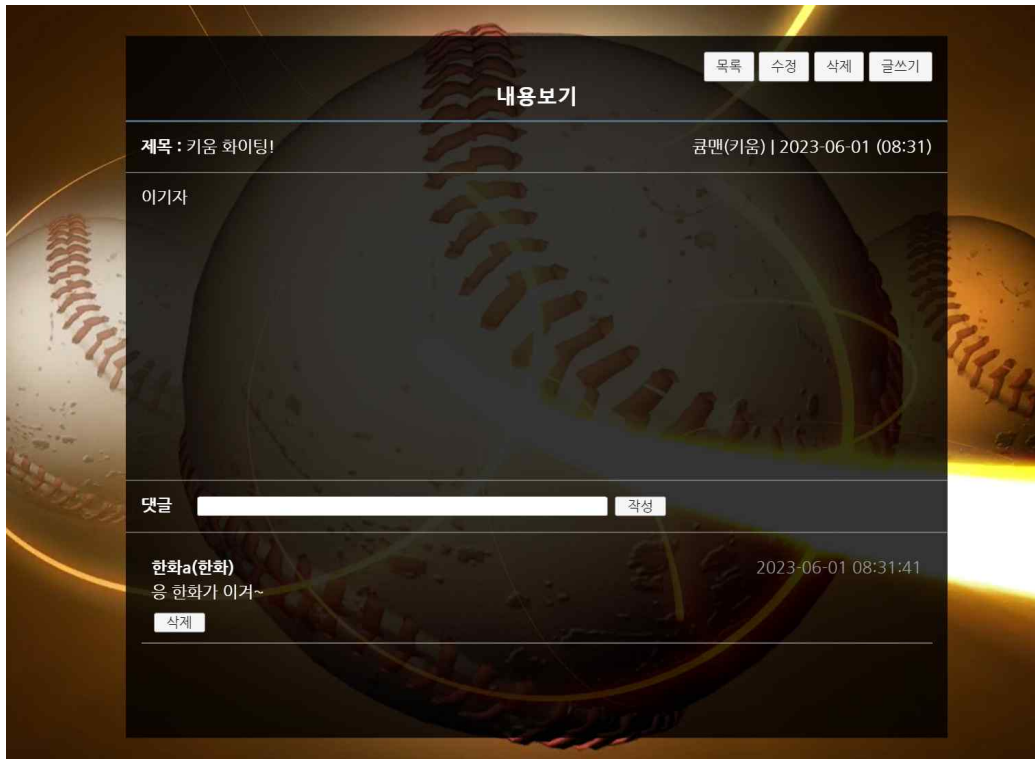 목록 수정 삭제 글쓰기
내용보기
제목 : 키움 화이팅! 큠맨(키움) | 2023-06-01 (08:31)
이기자
댓글 작성
한화a(한화) 2023-06-01 08:31:41
응 한화가 이겨~
삭제